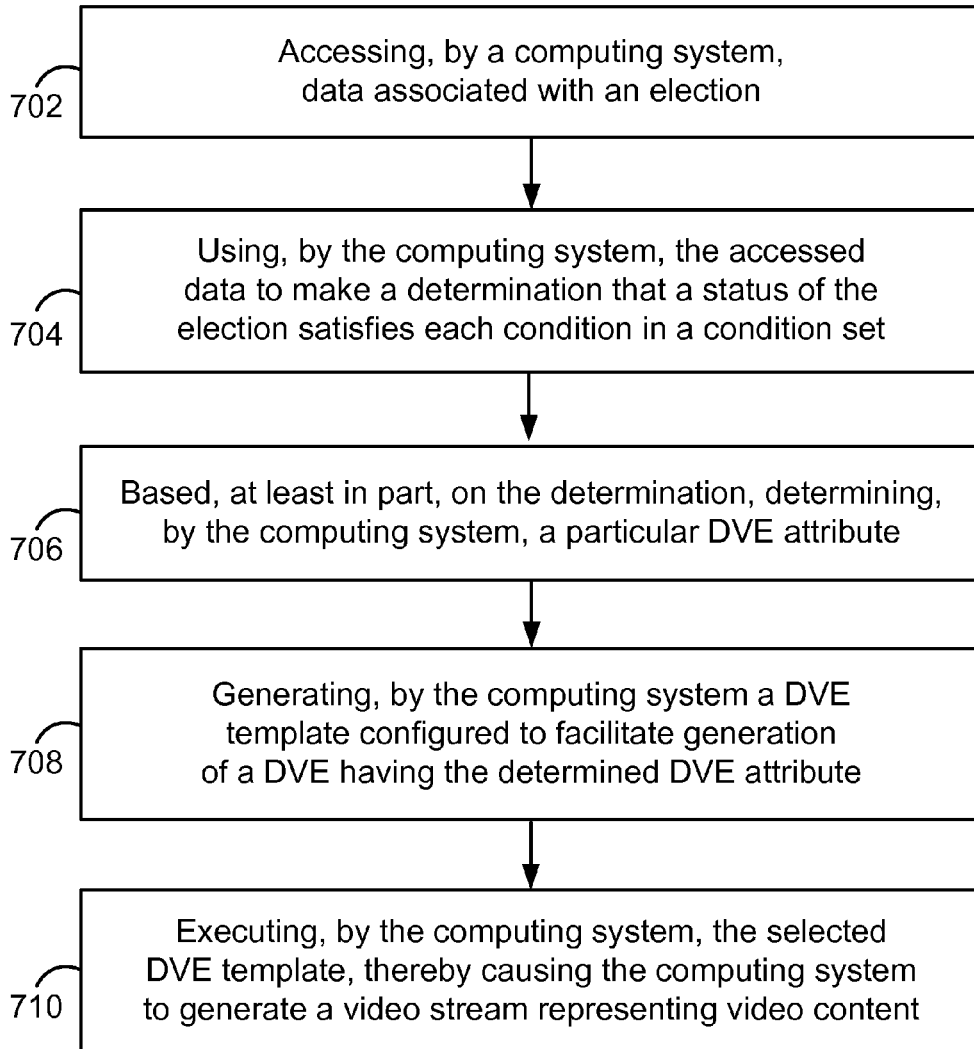 Accessing, by a computing system,
data associated with an election
702
Using, by the computing system, the accessed
data to make a determination that a status of the
election satisfies each condition in a condition set
704
Based, at least in part, on the determination, determining,
by the computing system, a particular DVE attribute
706
Generating, by the computing system a DVE
template configured to facilitate generation
of a DVE having the determined DVE attribute
708
Executing, by the computing system, the selected
DVE template, thereby causing the computing system
to generate a video stream representing video content
710